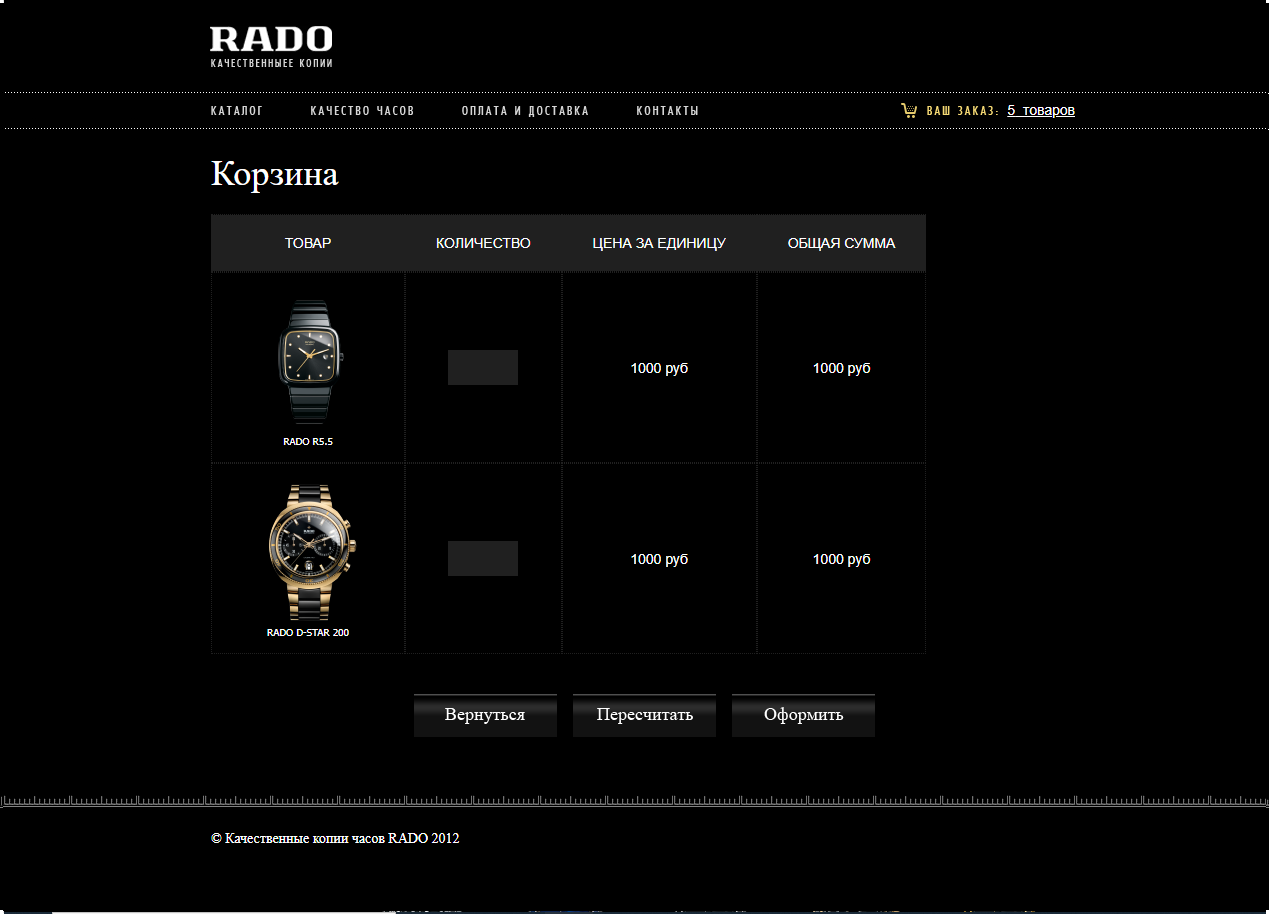 RADO
КАЧЕСТВЕННЫЕЕ КОПИИ
КАТАЛОГ КАЧЕСТВО ЧАСОВ ОПЛАТА И ДОСТАВКА КОНТАКТЫ ВАШ ЗАКАЗ: 5 товаров
Корзина
ТОВАР КОЛИЧЕСТВО ЦЕНА ЗА ЕДИНИЦУ ОБЩАЯ СУММА
1000 руб 1000 руб
RADO R5.5
1000 руб 1000 руб
RADO D-STAR 200
Вернуться Пересчитать Оформить
© Качественные копии часов RADO 2012